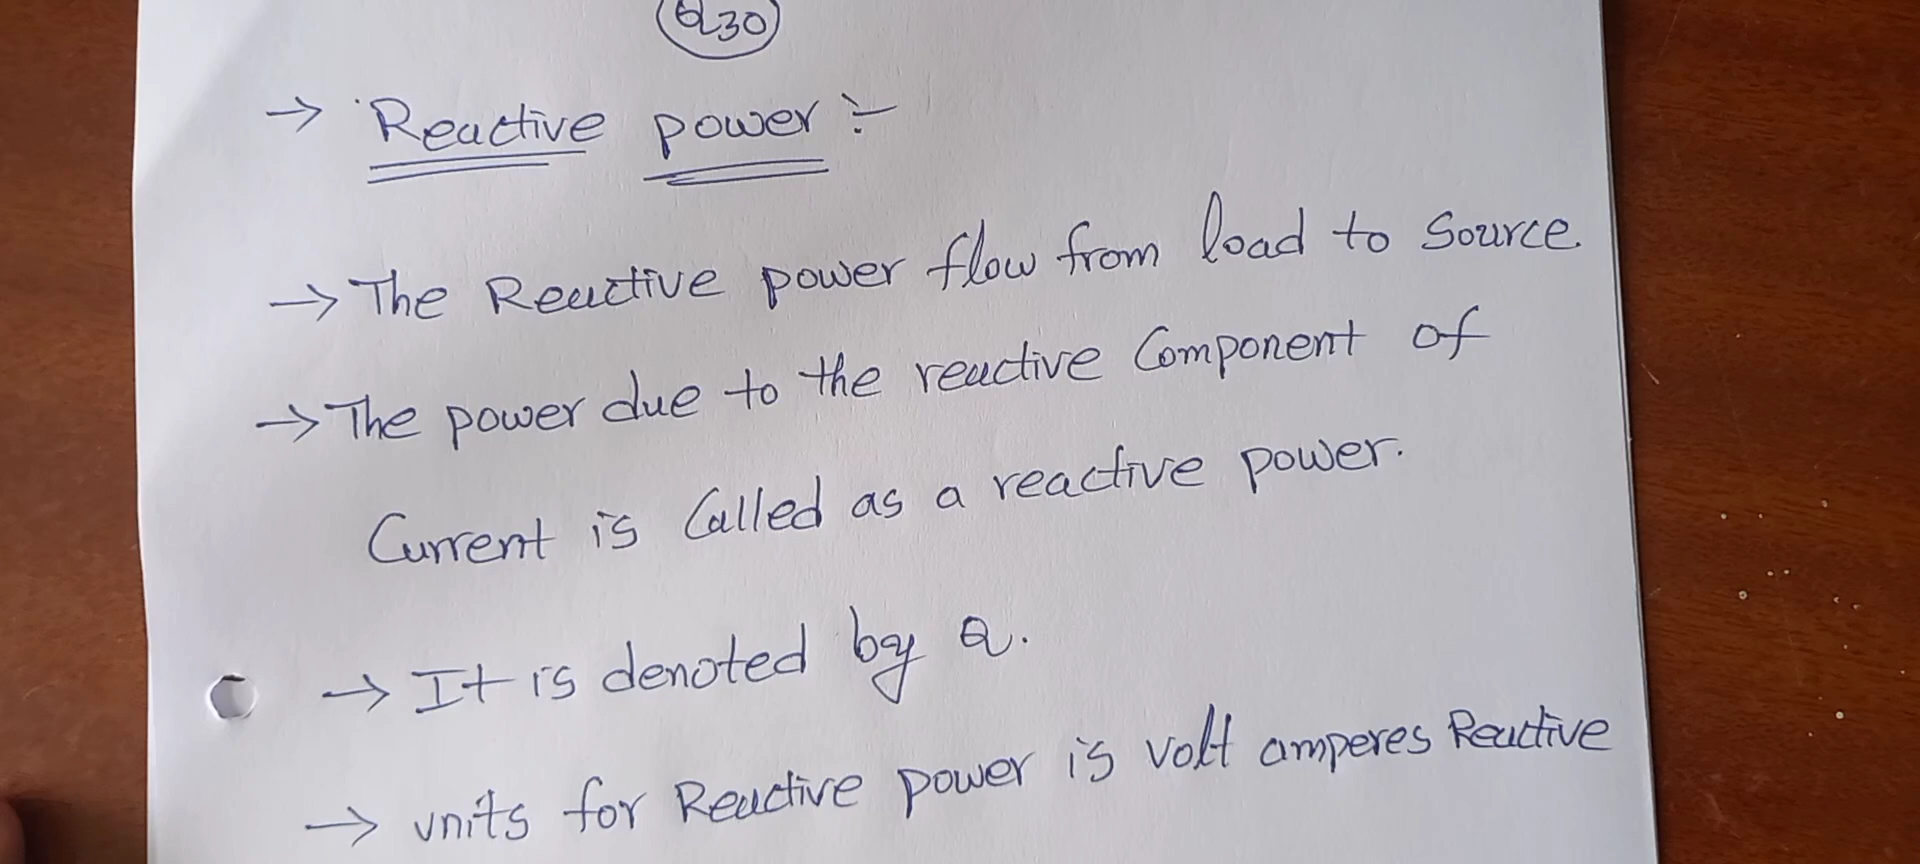 Q30
→ Reactive power :-
→ The Reactive power flow from load to Source.
→ The power due to the reactive Component of
Current is Called as a reactive power.
→ It is denoted by Q.
→ units for Reactive power is volt amperes Reactive